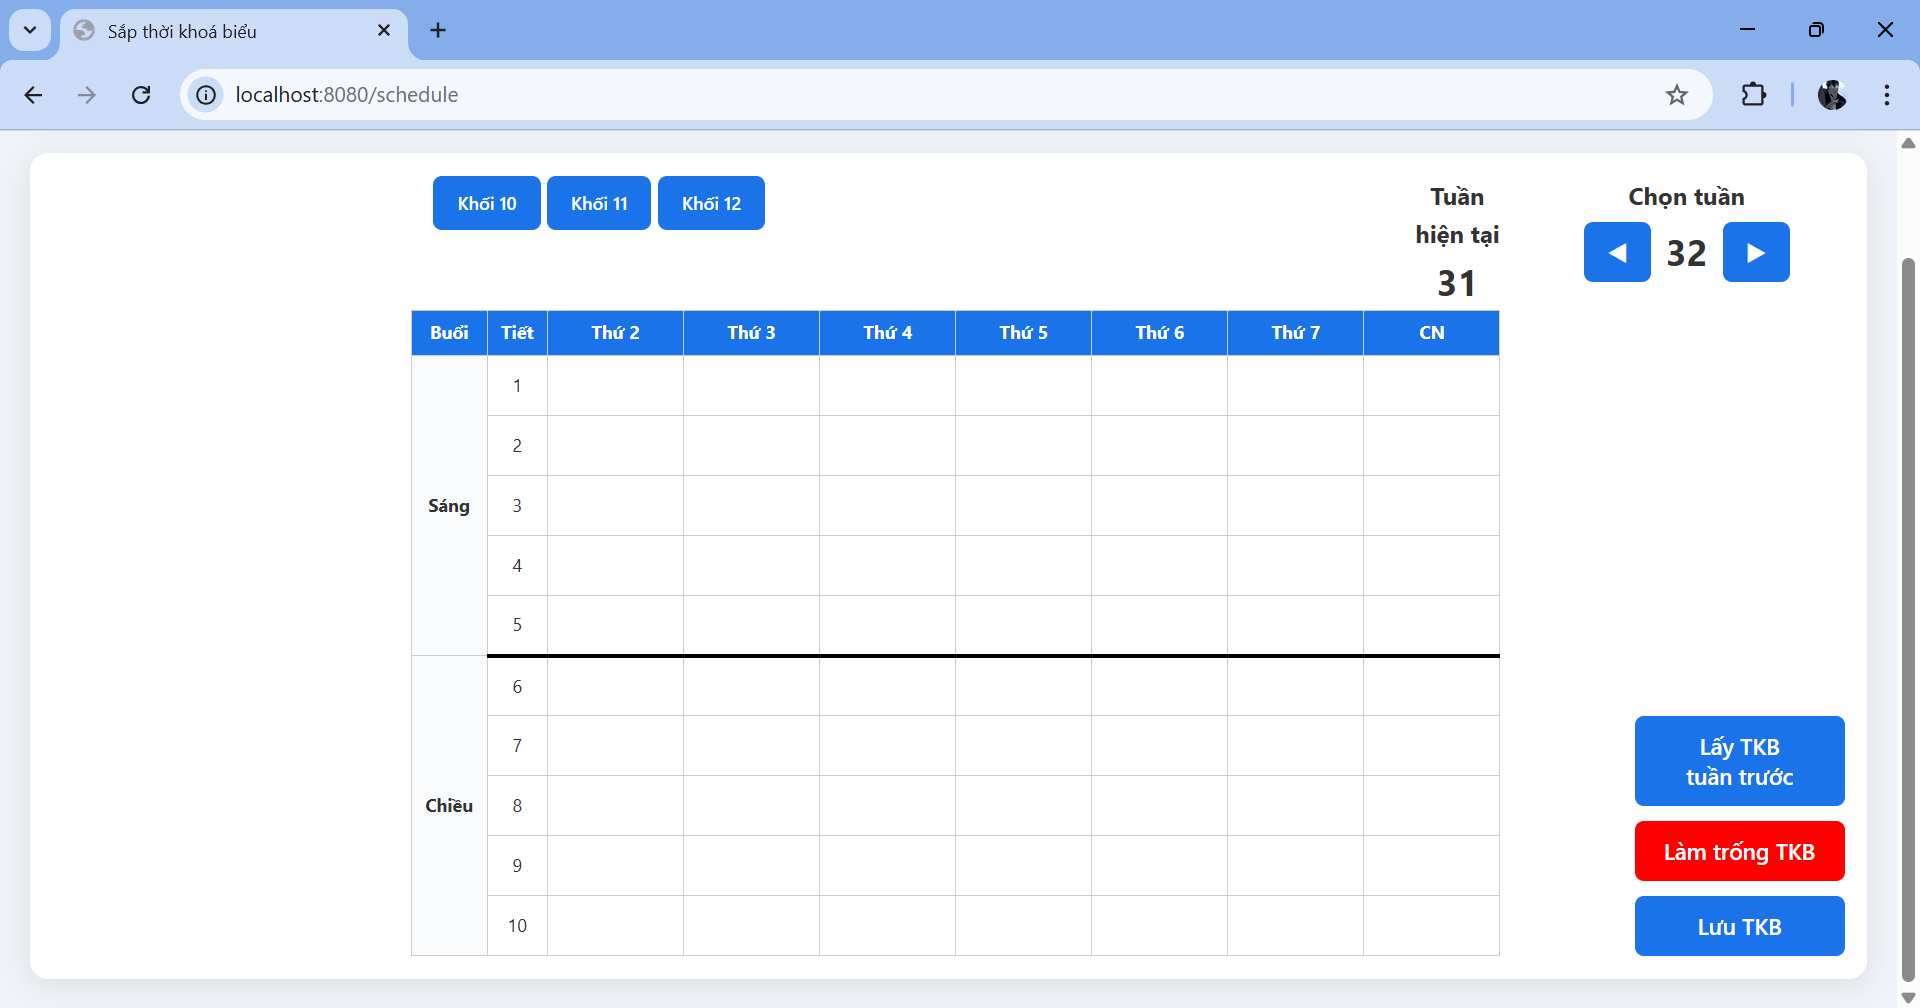 Sắp thời khoá biểu
localhost:8080/schedule
Khối 10 Khối 11 Khối 12
Tuần
hiện tại
31
Chọn tuần
32
Buổi Tiết Thứ 2 Thứ 3 Thứ 4 Thứ 5 Thứ 6 Thứ 7 CN
Sáng
1
2
3
4
5
Chiều
6
7
8
9
10
Lấy TKB
tuần trước
Làm trống TKB
Lưu TKB